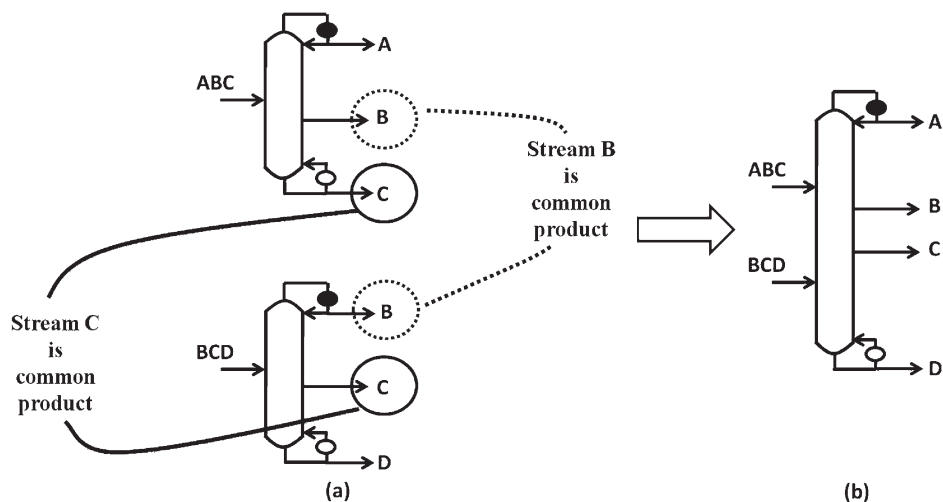 A
ABC
B
C
Stream B
is
common
product
Stream C
is
common
product
B
BCD
C
D
(a)
A
ABC
B
C
BCD
D
(b)